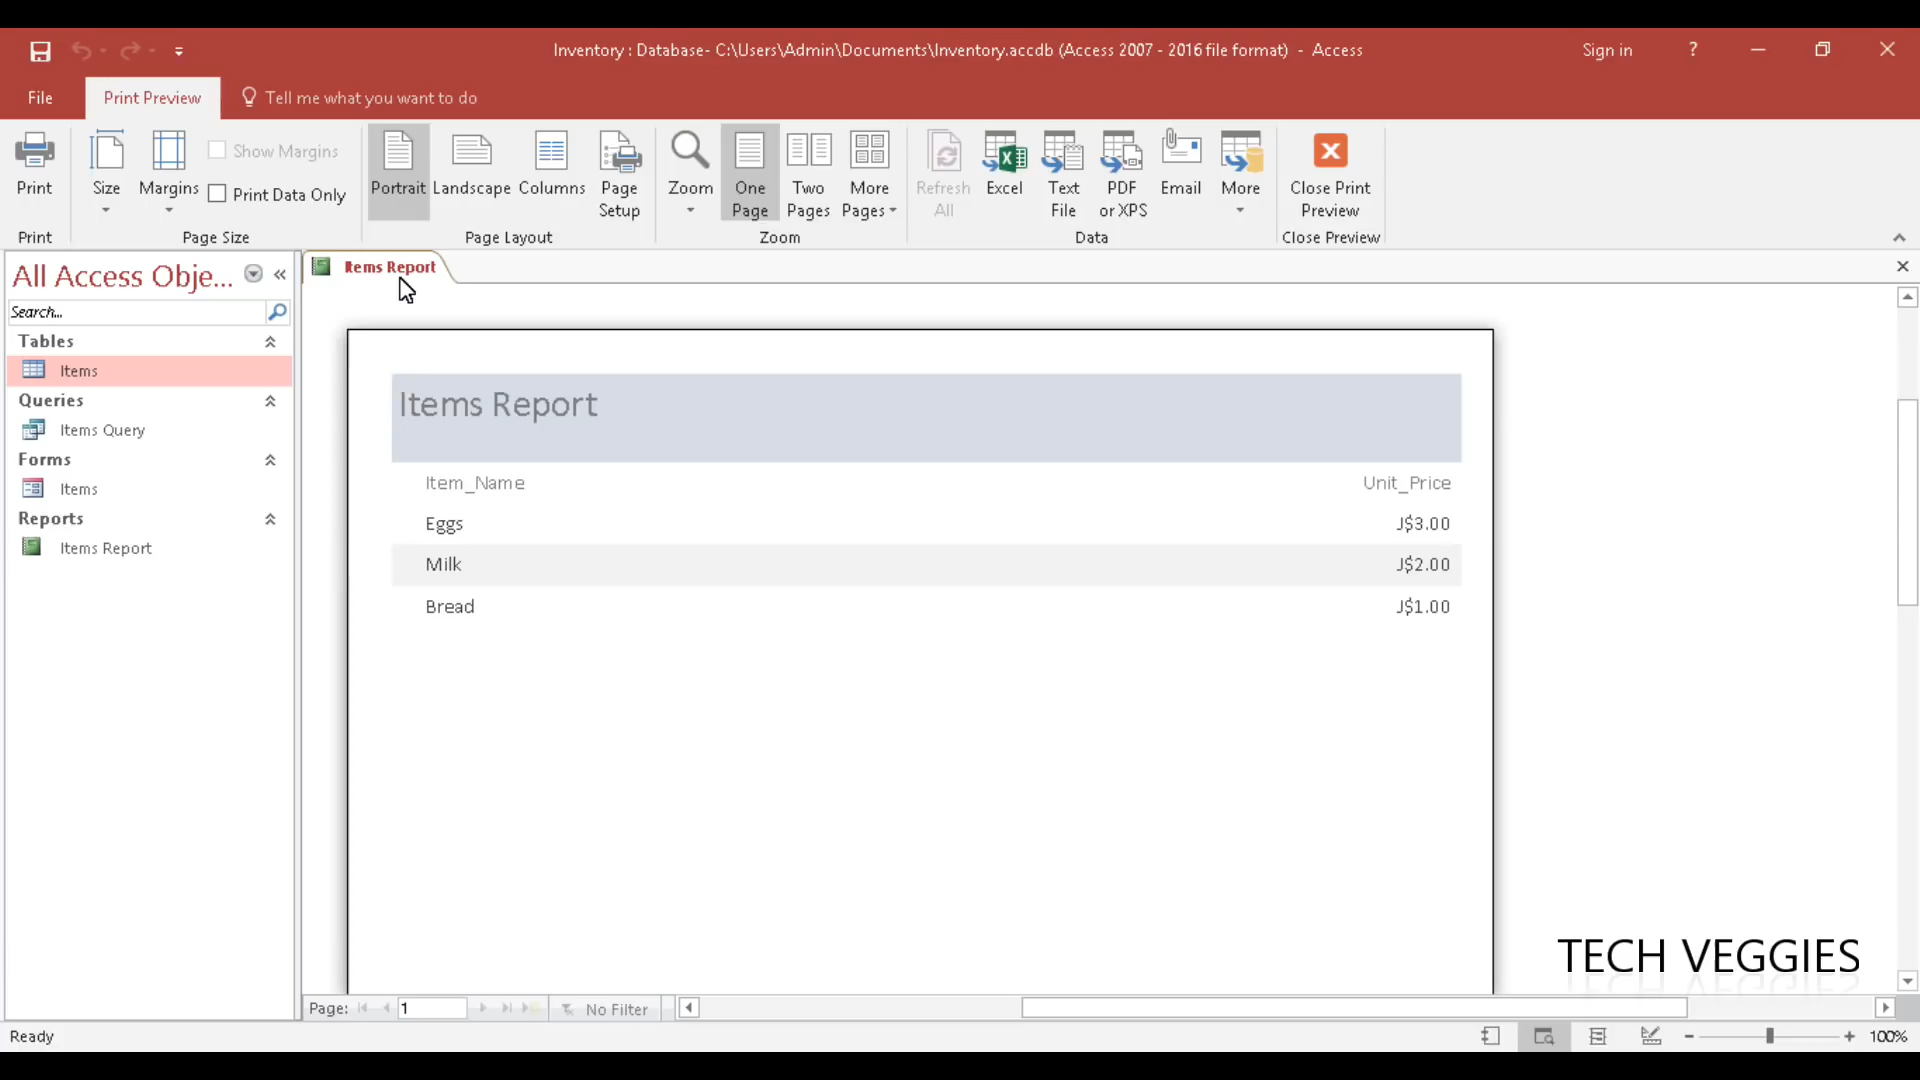 Inventory : Database- C:\Users\Admin\Documents\Inventory.accdb (Access 2007 - 2016 file format) - Access
Sign in
?
File
Print Preview
Tell me what you want to do
Print
Size
Margins
Show Margins
Print Data Only
Portrait
Landscape
Columns
Page Setup
Zoom
One Page
Two Pages
More Pages
Refresh All
Excel
Text File
PDF or XPS
Email
More
Close Print Preview
Print
Page Size
Page Layout
Zoom
Data
Close Preview
All Access Obje...
Search...
Tables
Items
Queries
Items Query
Forms
Items
Reports
Items Report
Items Report
Items Report
Item_Name Unit_Price
Eggs J$3.00
Milk J$2.00
Bread J$1.00
TECH VEGGIES
Page: 1 No Filter
Ready
100%